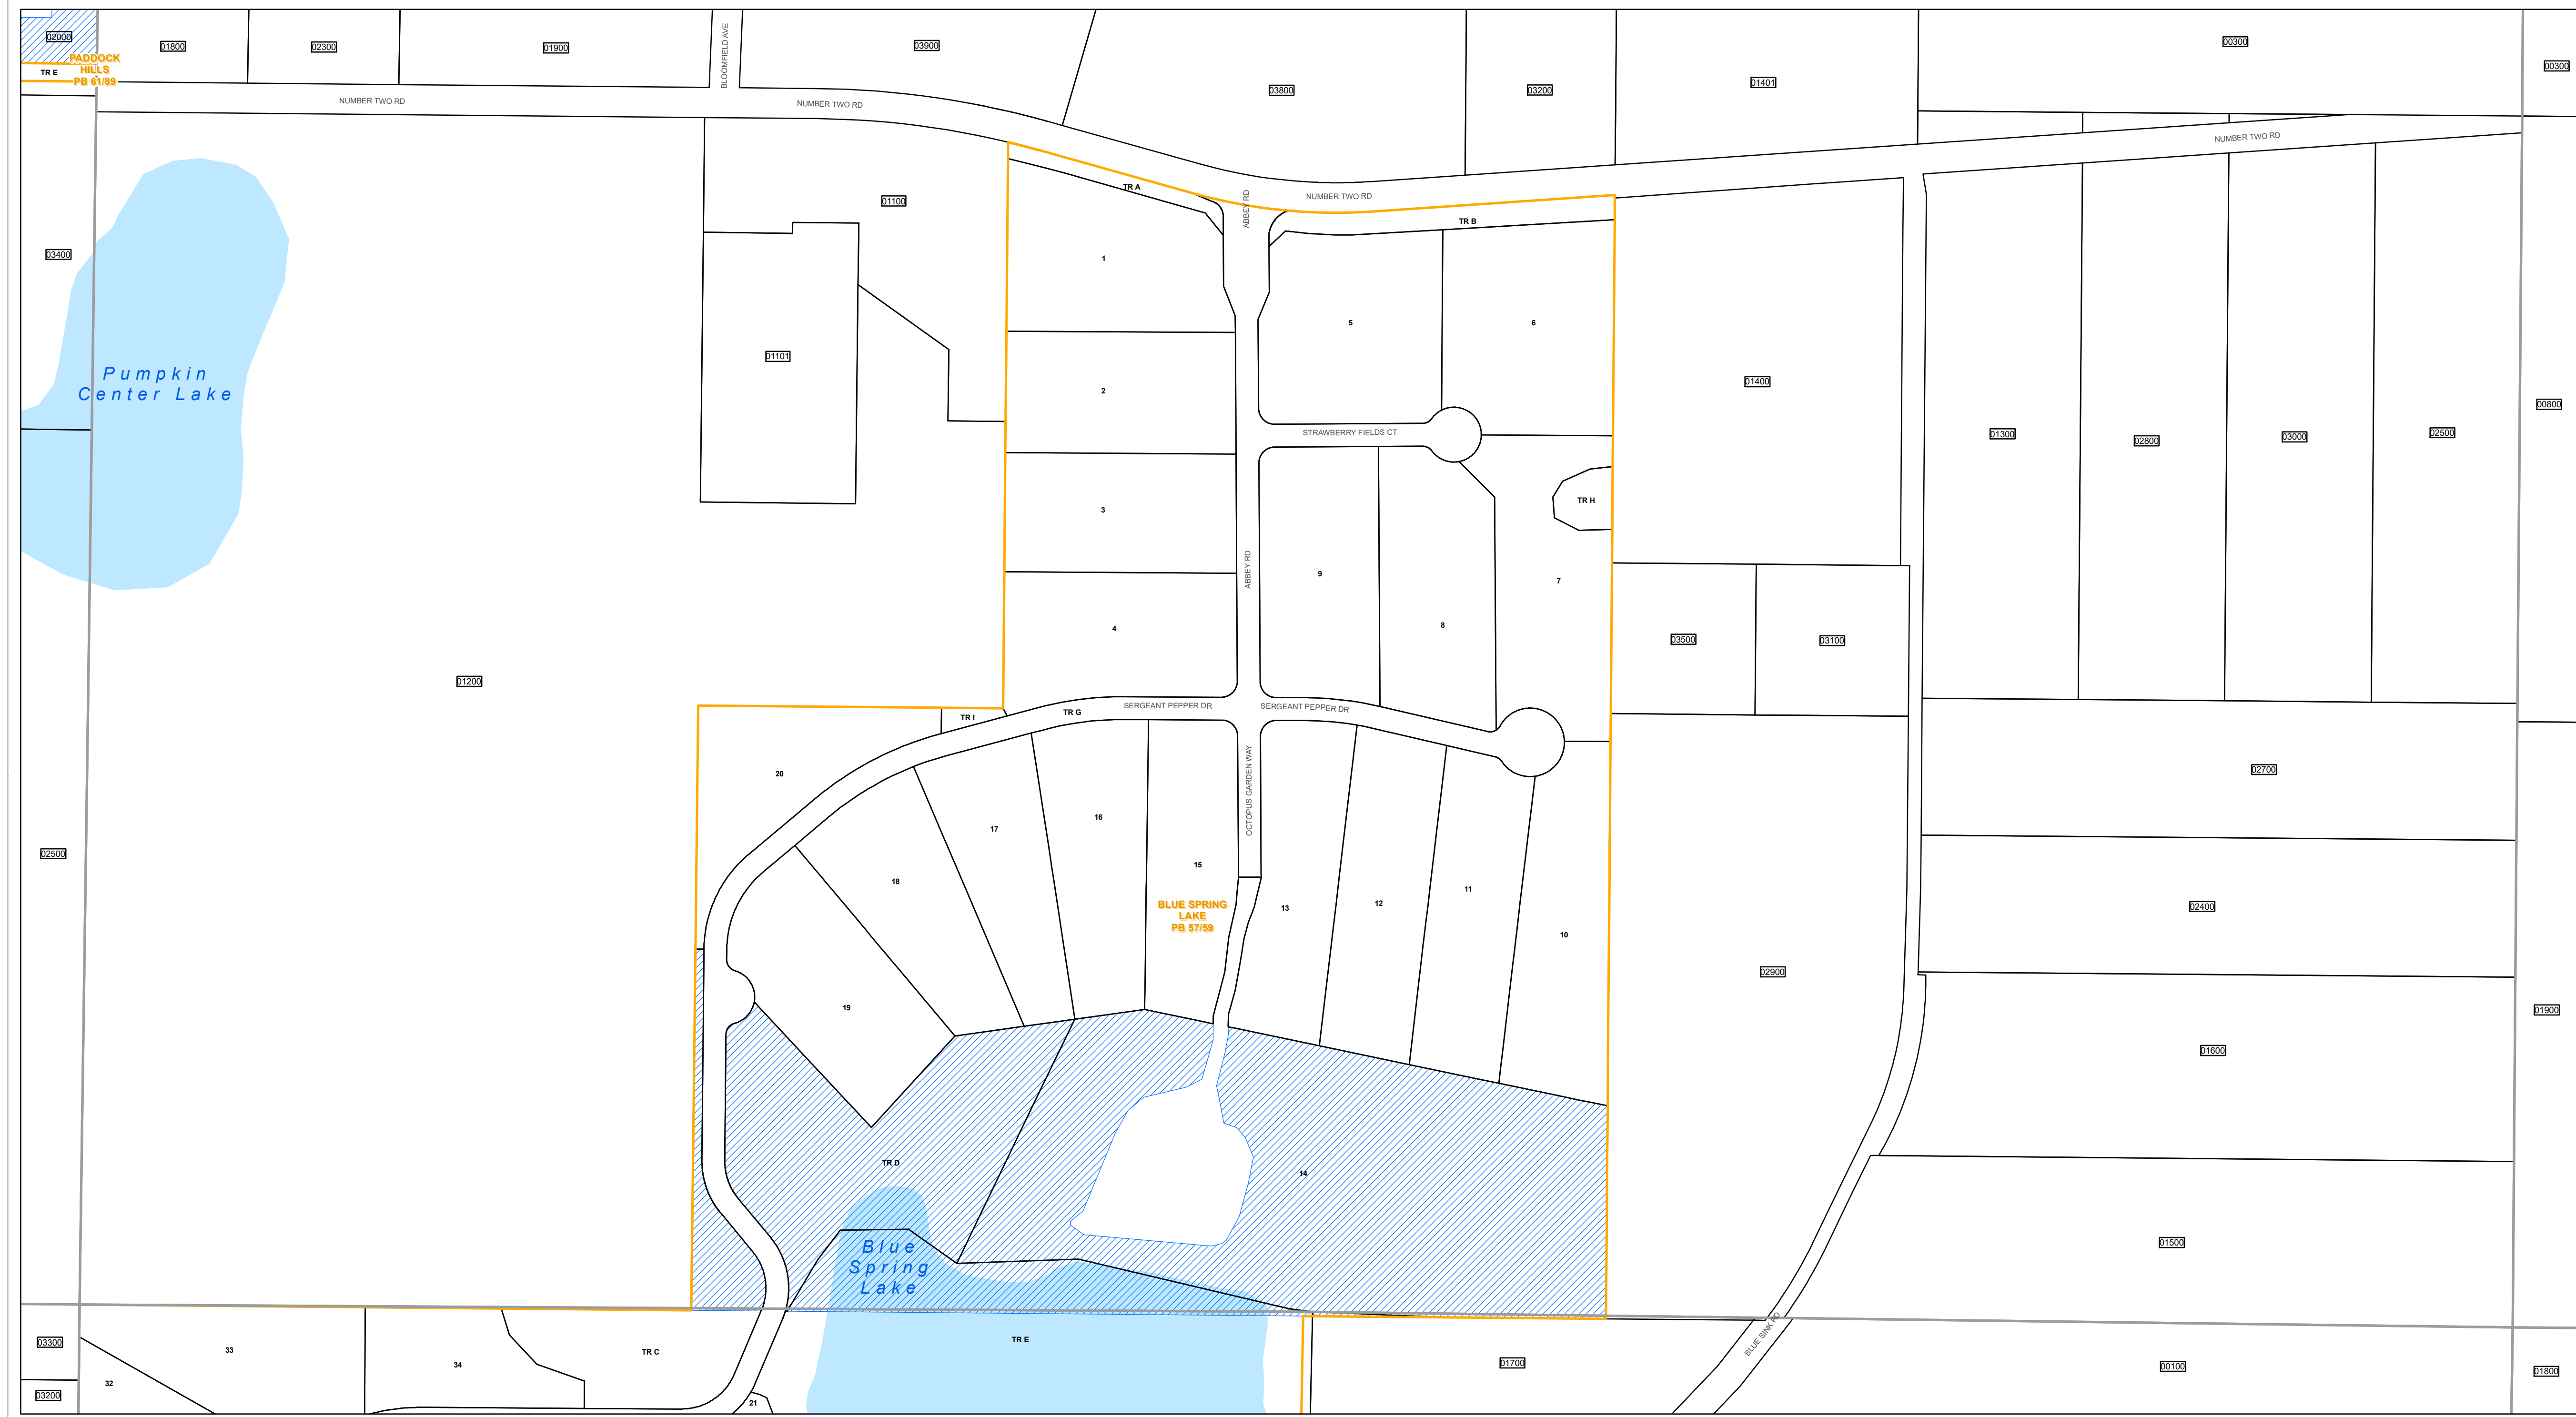 02000
01800
02300
01900
BLOOMFIELD AVE
03900
03800
03200
01401
00300
00300
TR E
PADDOCK
HILLS
PB 61/89
NUMBER TWO RD
NUMBER TWO RD
NUMBER TWO RD
NUMBER TWO RD
03400
01100
TR A
ABBEY RD
TR B
1
5
6
Pumpkin
Center Lake
01101
2
01400
00800
STRAWBERRY FIELDS CT
01300
02800
03000
02500
TR H
3
ABBEY RD
9
7
4
8
03500
03100
01200
TR I
TR G
SERGEANT PEPPER DR
SERGEANT PEPPER DR
20
OCTOPUS GARDEN WAY
02700
17
16
02500
15
18
11
BLUE SPRING
LAKE
PB 57/59
13
12
02400
10
19
02900
01900
01600
TR D
14
Blue
Spring
Lake
01500
03300
33
34
TR C
TR E
BLUE SINK RD
01700
00100
01800
32
03200
21